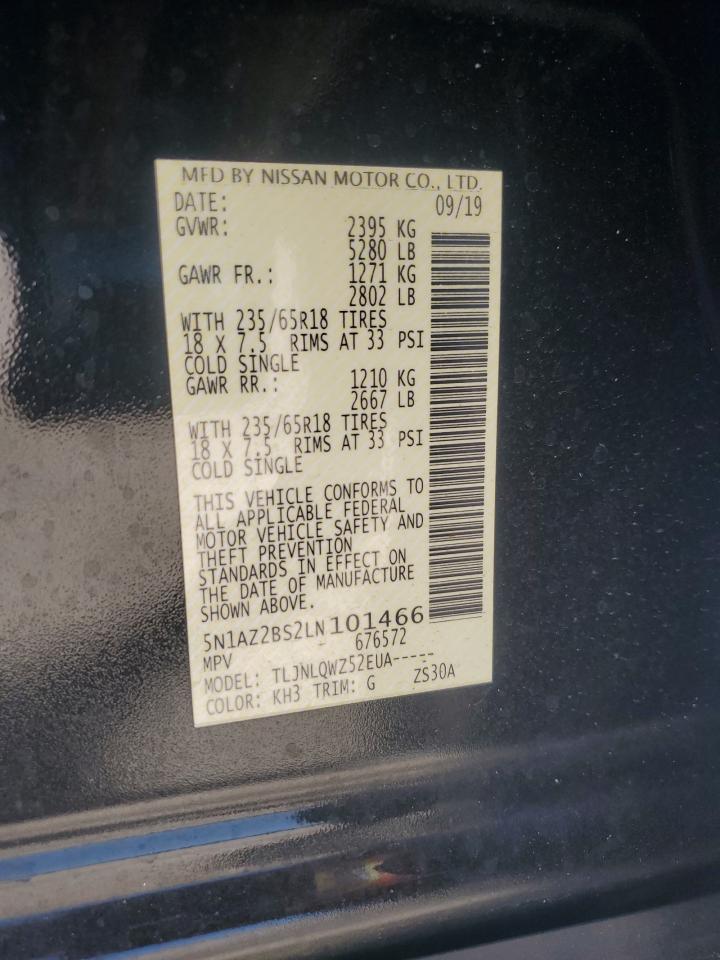 MFD BY NISSAN MOTOR CO., LTD.
DATE: 09/19
GVWR: 2395 KG
5280 LB
GAWR FR.: 1271 KG
2802 LB
WITH 235/65R18 TIRES
18 X 7.5 RIMS AT 33 PSI
COLD SINGLE
GAWR RR.: 1210 KG
2667 LB
WITH 235/65R18 TIRES
18 X 7.5 RIMS AT 33 PSI
COLD SINGLE
THIS VEHICLE CONFORMS TO
ALL APPLICABLE FEDERAL
MOTOR VEHICLE SAFETY AND
THEFT PREVENTION
STANDARDS IN EFFECT ON
THE DATE OF MANUFACTURE
SHOWN ABOVE.
5N1AZ2BS2LN101466
MPV - 676572
MODEL: TLJNLQWZ52EUA-----
COLOR: KH3 TRIM: G ZS30A